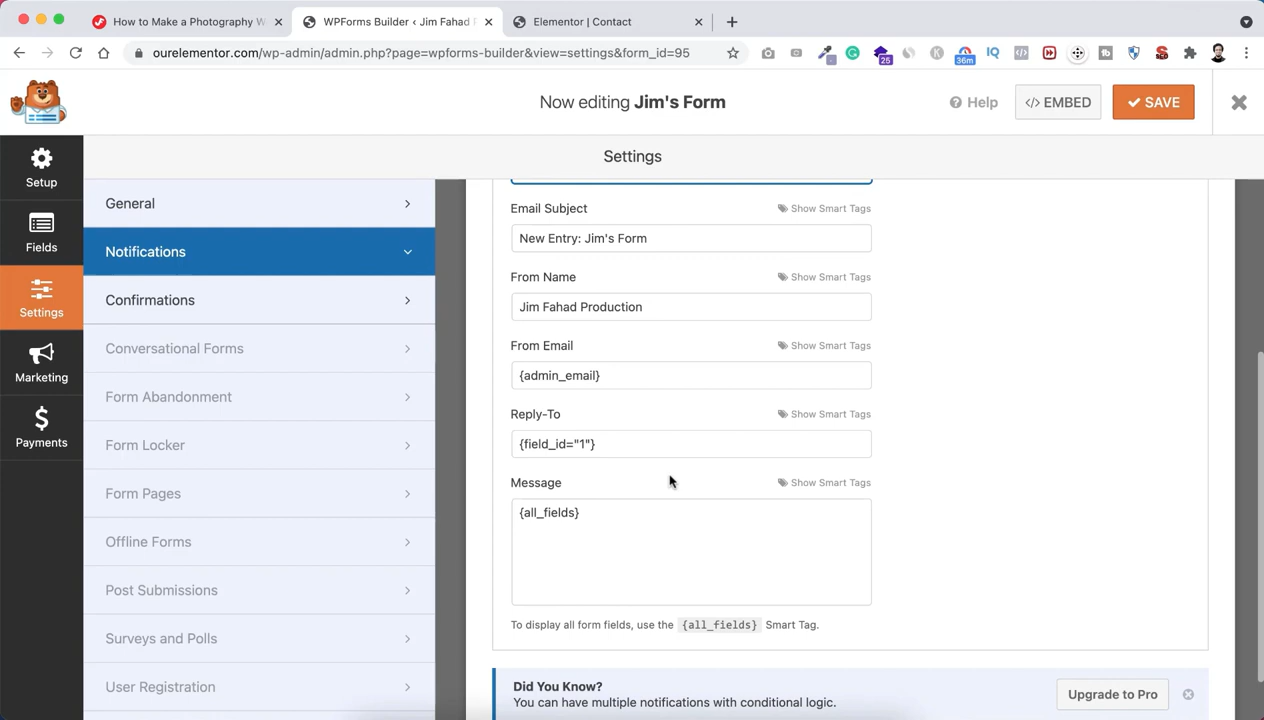 How to Make a Photography W
WPForms Builder ‹ Jim Fahad F
Elementor | Contact
ourelementor.com/wp-admin/admin.php?page=wpforms-builder&view=settings&form_id=95
25
36m
IQ
Now editing Jim's Form
Help
</> EMBED
SAVE
Settings
Setup
Fields
Settings
Marketing
Payments
General
Notifications
Confirmations
Conversational Forms
Form Abandonment
Form Locker
Form Pages
Offline Forms
Post Submissions
Surveys and Polls
User Registration
Email Subject
Show Smart Tags
New Entry: Jim's Form
From Name
Show Smart Tags
Jim Fahad Production
From Email
Show Smart Tags
{admin_email}
Reply-To
Show Smart Tags
{field_id="1"}
Message
Show Smart Tags
{all_fields}
To display all form fields, use the {all_fields} Smart Tag.
Did You Know?
You can have multiple notifications with conditional logic.
Upgrade to Pro